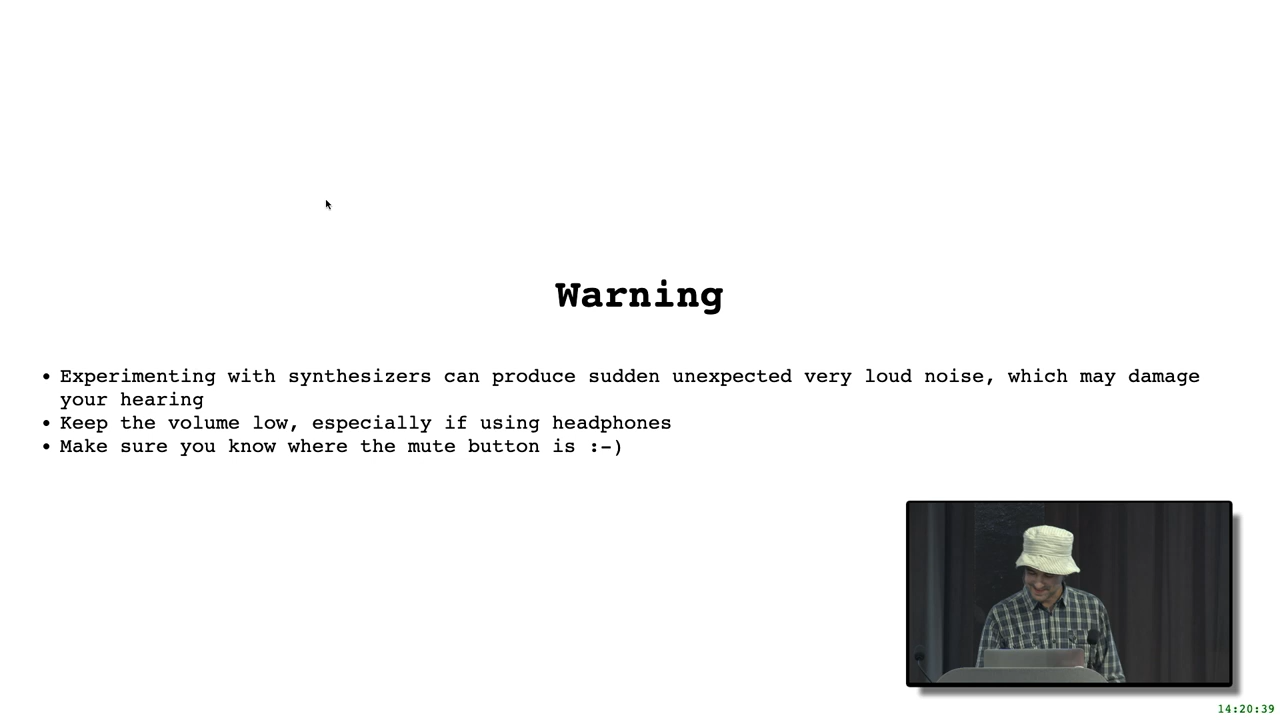 Warning
• Experimenting with synthesizers can produce sudden unexpected very loud noise, which may damage
your hearing
• Keep the volume low, especially if using headphones
• Make sure you know where the mute button is :-)
14:20:39